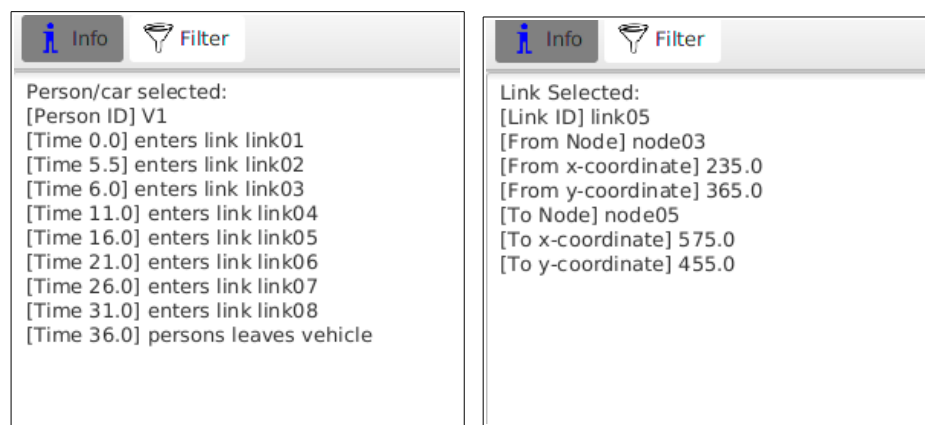 Info Filter
Person/car selected:
[Person ID] V1
[Time 0.0] enters link link01
[Time 5.5] enters link link02
[Time 6.0] enters link link03
[Time 11.0] enters link link04
[Time 16.0] enters link link05
[Time 21.0] enters link link06
[Time 26.0] enters link link07
[Time 31.0] enters link link08
[Time 36.0] persons leaves vehicle
Info Filter
Link Selected:
[Link ID] link05
[From Node] node03
[From x-coordinate] 235.0
[From y-coordinate] 365.0
[To Node] node05
[To x-coordinate] 575.0
[To y-coordinate] 455.0